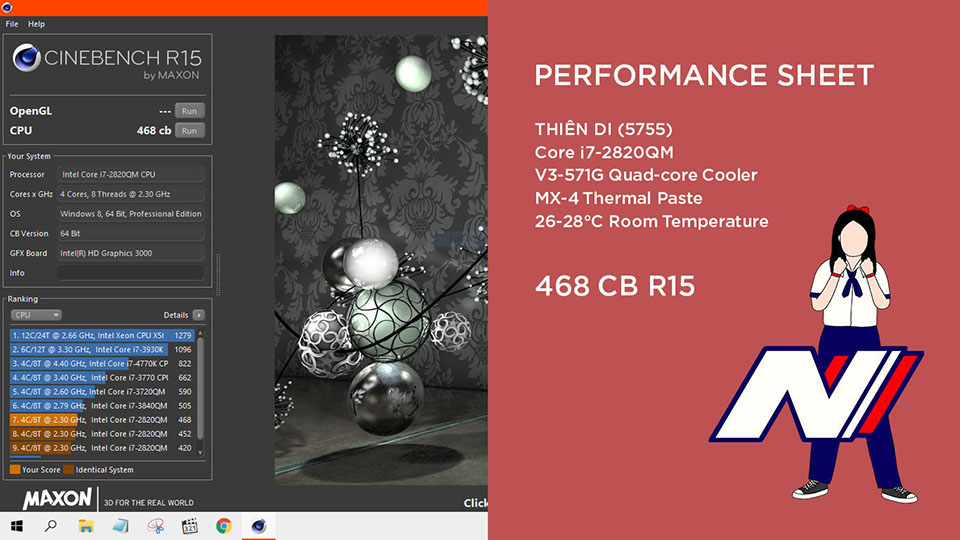 File Help
CINEBENCH R15
by MAXON
OpenGL --- Run
CPU 468 cb Run
Your System
Processor Intel Core i7-2820QM CPU
Cores x GHz 4 Cores, 8 Threads @ 2.30 GHz
OS Windows 8, 64 Bit, Professional Edition
CB Version 64 Bit
GFX Board Intel(R) HD Graphics 3000
Info
Ranking
CPU Details
1. 12C/24T @ 2.66 GHz, Intel Xeon CPU X5( 1279
2. 6C/12T @ 3.30 GHz, Intel Core i7-3930K 1096
3. 4C/8T @ 4.40 GHz, Intel Core i7-4770K CP 822
4. 4C/8T @ 3.40 GHz, Intel Core i7-3770 CPU 662
5. 4C/8T @ 2.60 GHz, Intel Core i7-3720QM 590
6. 4C/8T @ 2.79 GHz, Intel Core i7-3840QM 505
7. 4C/8T @ 2.30 GHz, Intel Core i7-2820QM 468
8. 4C/8T @ 2.30 GHz, Intel Core i7-2820QM 452
9. 4C/8T @ 2.30 GHz, Intel Core i7-2820QM 420
Your Score Identical System
MAXON 3D FOR THE REAL WORLD
Click
321
PERFORMANCE SHEET
THIÊN DI (5755)
Core i7-2820QM
V3-571G Quad-core Cooler
MX-4 Thermal Paste
26-28°C Room Temperature
468 CB R15
N